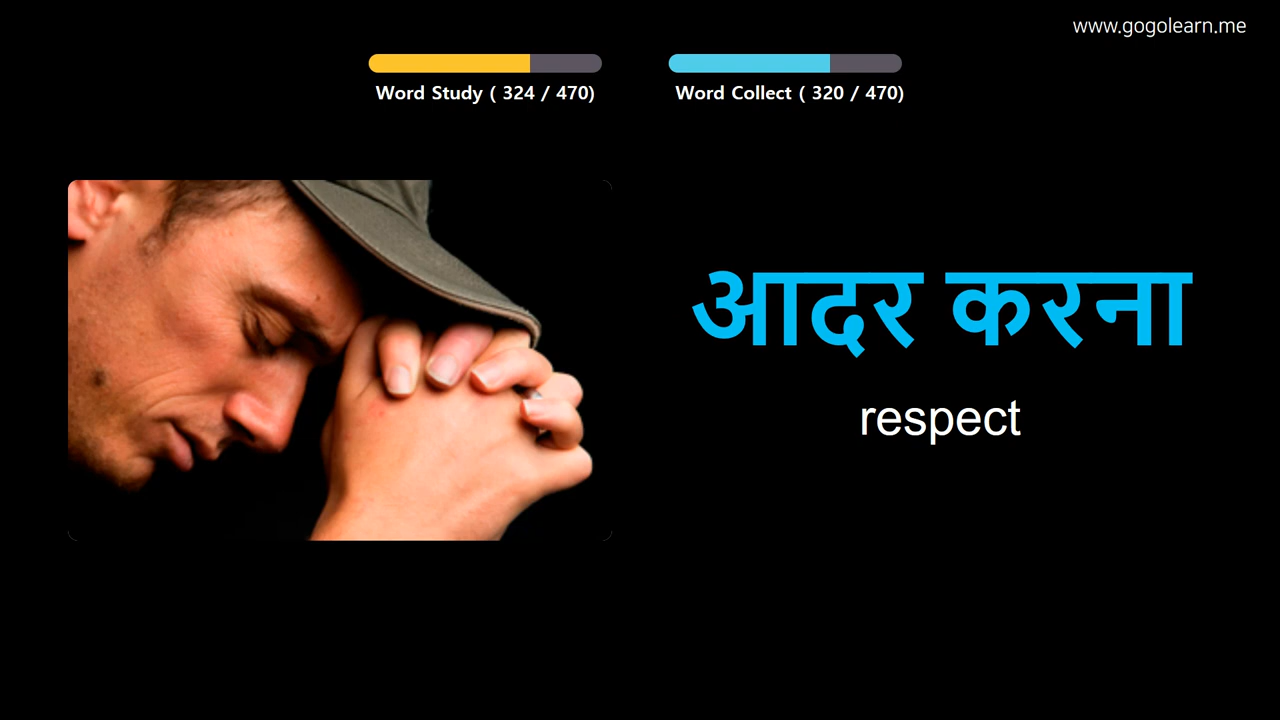 www.gogolearn.me
Word Study ( 324 / 470)
Word Collect ( 320 / 470)
आदर करना
respect